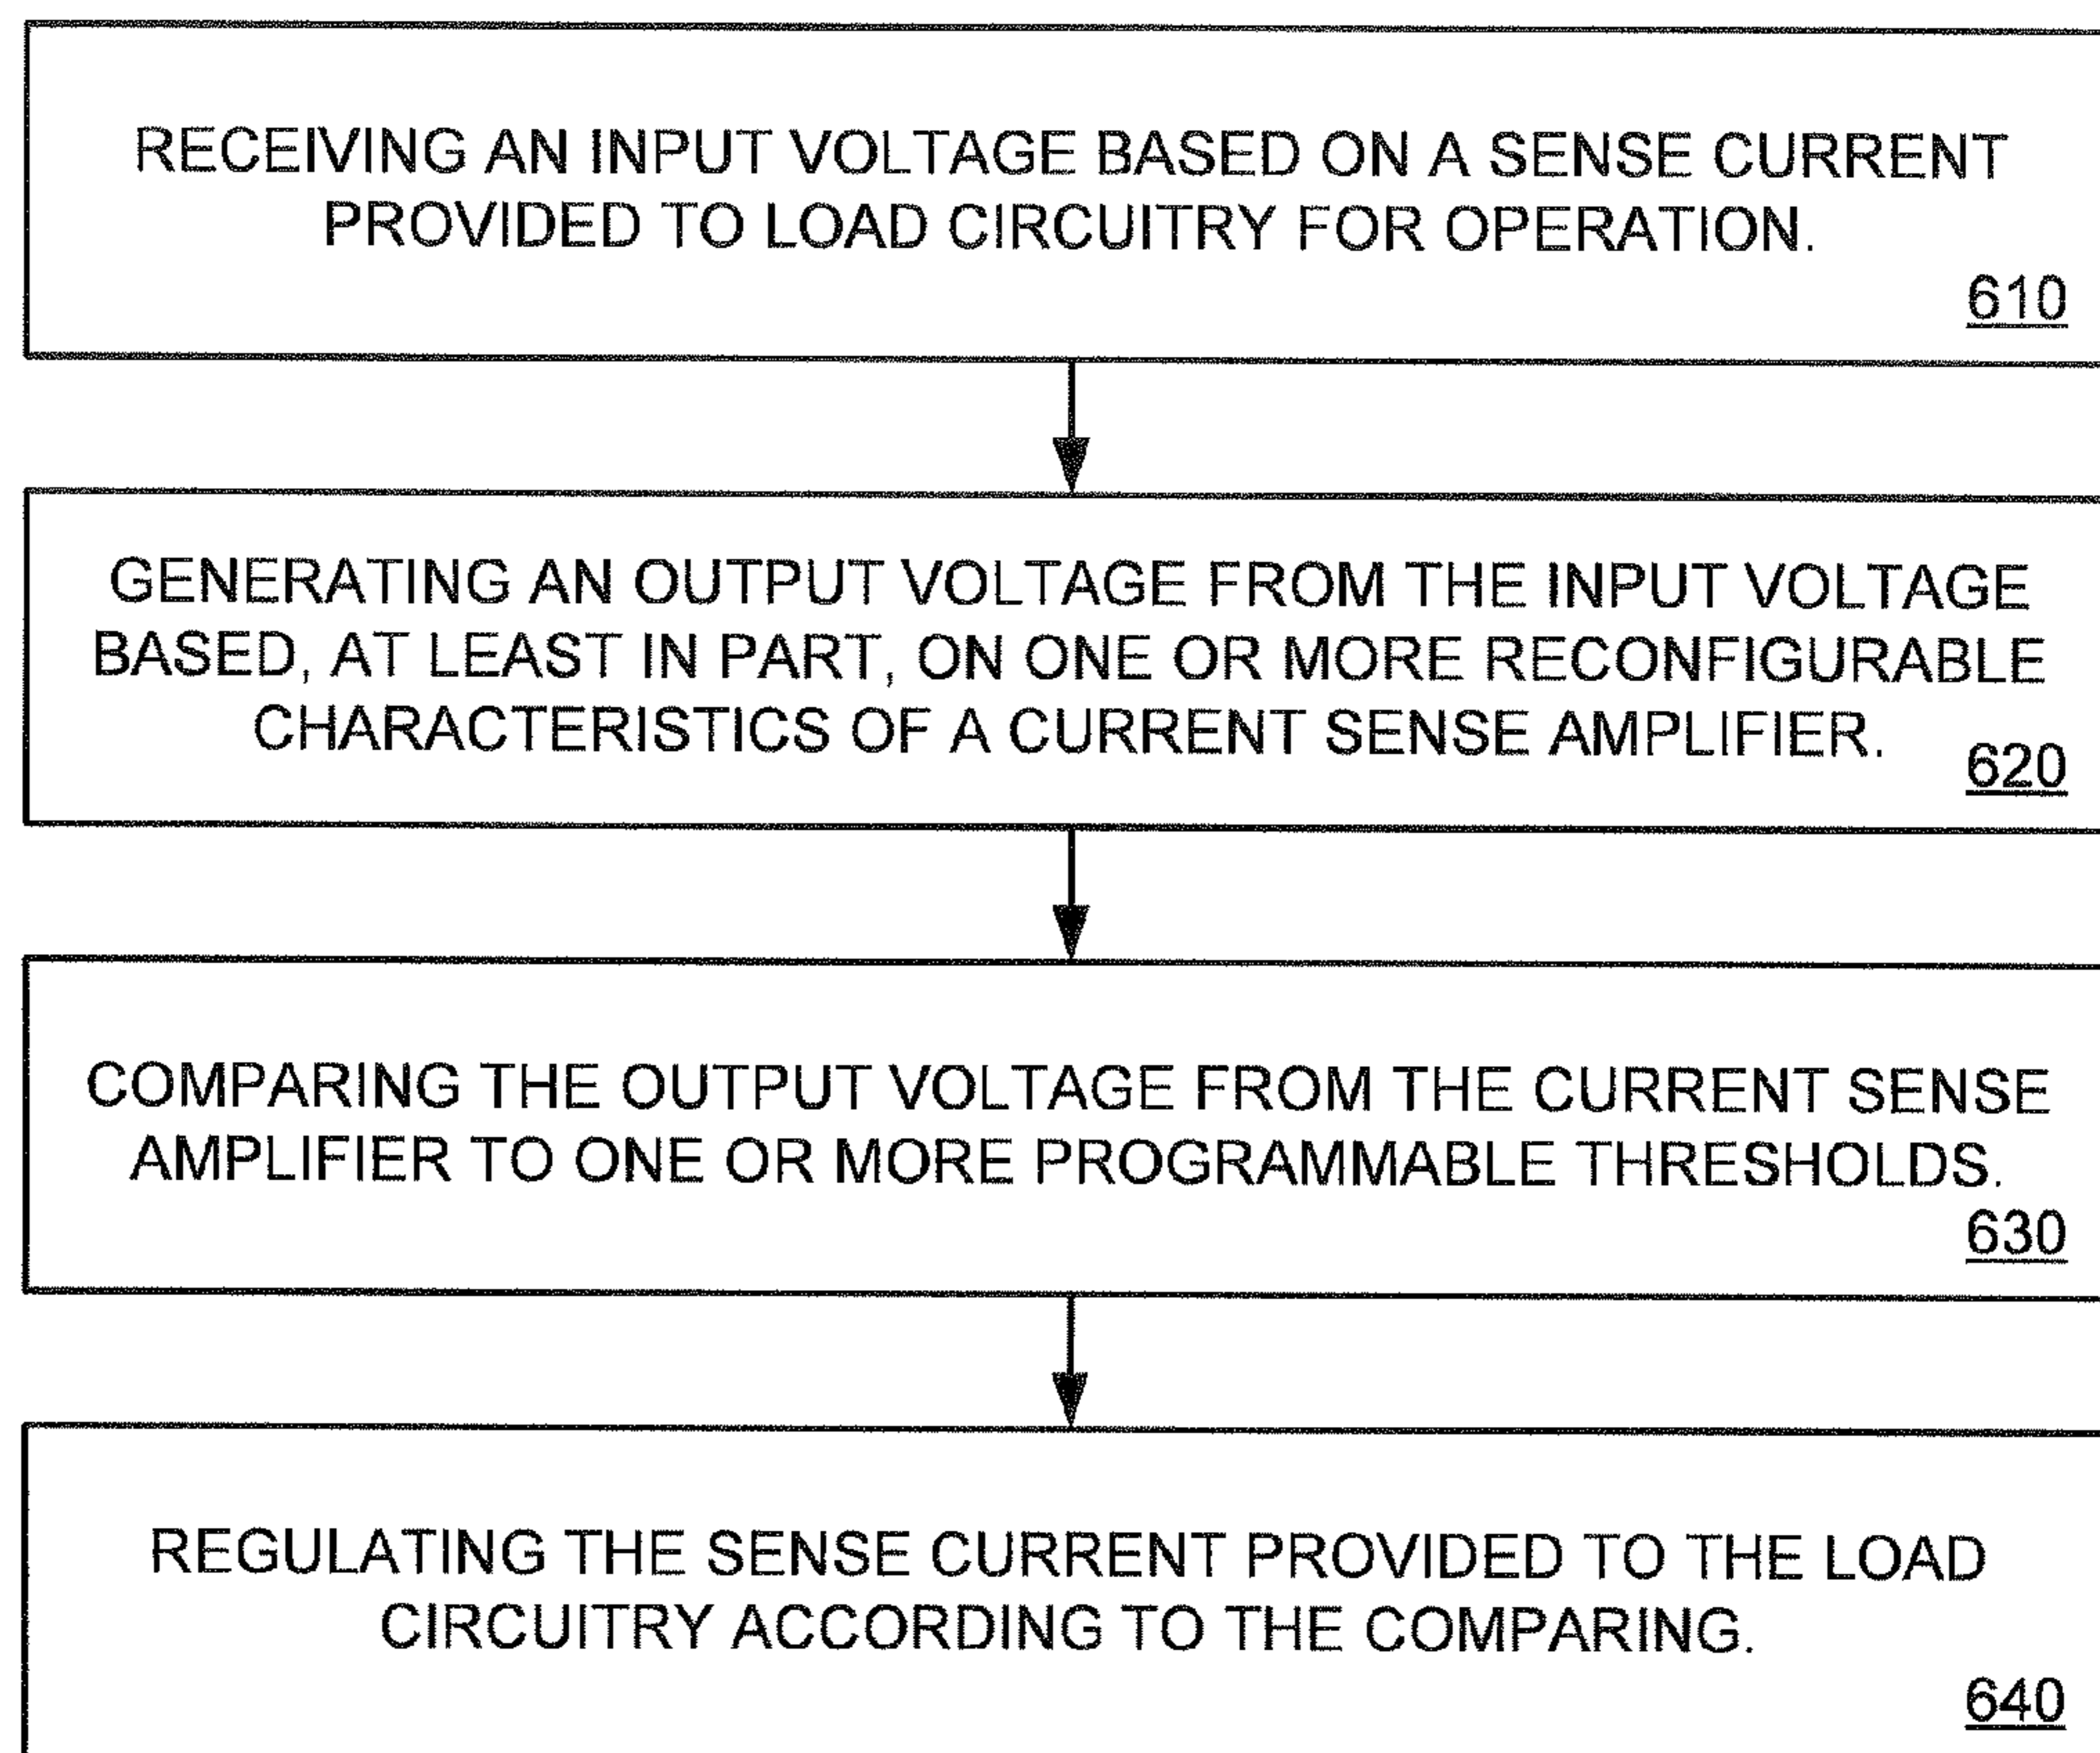 RECEIVING AN INPUT VOLTAGE BASED ON A SENSE CURRENT
PROVIDED TO LOAD CIRCUITRY FOR OPERATION.
610
GENERATING AN OUTPUT VOLTAGE FROM THE INPUT VOLTAGE
BASED, AT LEAST IN PART, ON ONE OR MORE RECONFIGURABLE
CHARACTERISTICS OF A CURRENT SENSE AMPLIFIER.
620
COMPARING THE OUTPUT VOLTAGE FROM THE CURRENT SENSE
AMPLIFIER TO ONE OR MORE PROGRAMMABLE THRESHOLDS.
630
REGULATING THE SENSE CURRENT PROVIDED TO THE LOAD
CIRCUITRY ACCORDING TO THE COMPARING.
640